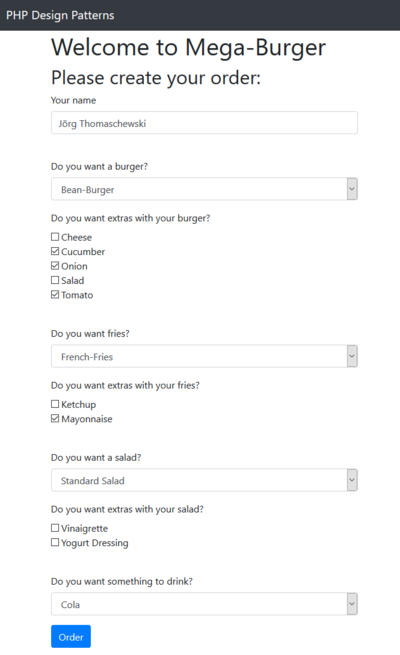 PHP Design Patterns
Welcome to Mega-Burger
Please create your order:
Your name
Jörg Thomaschewski
Do you want a burger?
Bean-Burger
Do you want extras with your burger?
Cheese
Cucumber
Onion
Salad
Tomato
Do you want fries?
French-Fries
Do you want extras with your fries?
Ketchup
Mayonnaise
Do you want a salad?
Standard Salad
Do you want extras with your salad?
Vinaigrette
Yogurt Dressing
Do you want something to drink?
Cola
Order